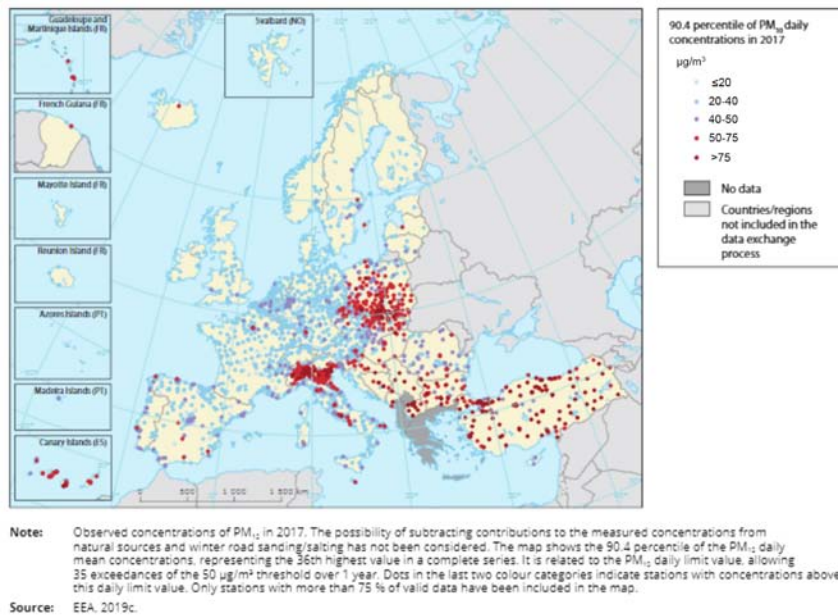 Guadeloupe and
Martinique Islands (FR)
Svalbard (NO)
French Guiana (FR)
Mayotte Island (FR)
Reunion Island (FR)
Azores Islands (PT)
Madeira Islands (PT)
Canary Islands (ES)
0 500 1 000 1 500 km
90.4 percentile of PM₁₀ daily
concentrations in 2017
µg/m³
≤20
20-40
40-50
50-75
>75
No data
Countries/regions
not included in the
data exchange
process
Note: Observed concentrations of PM₁₀ in 2017. The possibility of subtracting contributions to the measured concentrations from
natural sources and winter road sanding/salting has not been considered. The map shows the 90.4 percentile of the PM₁₀ daily
mean concentrations, representing the 36th highest value in a complete series. It is related to the PM₁₀ daily limit value, allowing
35 exceedances of the 50 µg/m³ threshold over 1 year. Dots in the last two colour categories indicate stations with concentrations above
this daily limit value. Only stations with more than 75 % of valid data have been included in the map.
Source: EEA, 2019c.